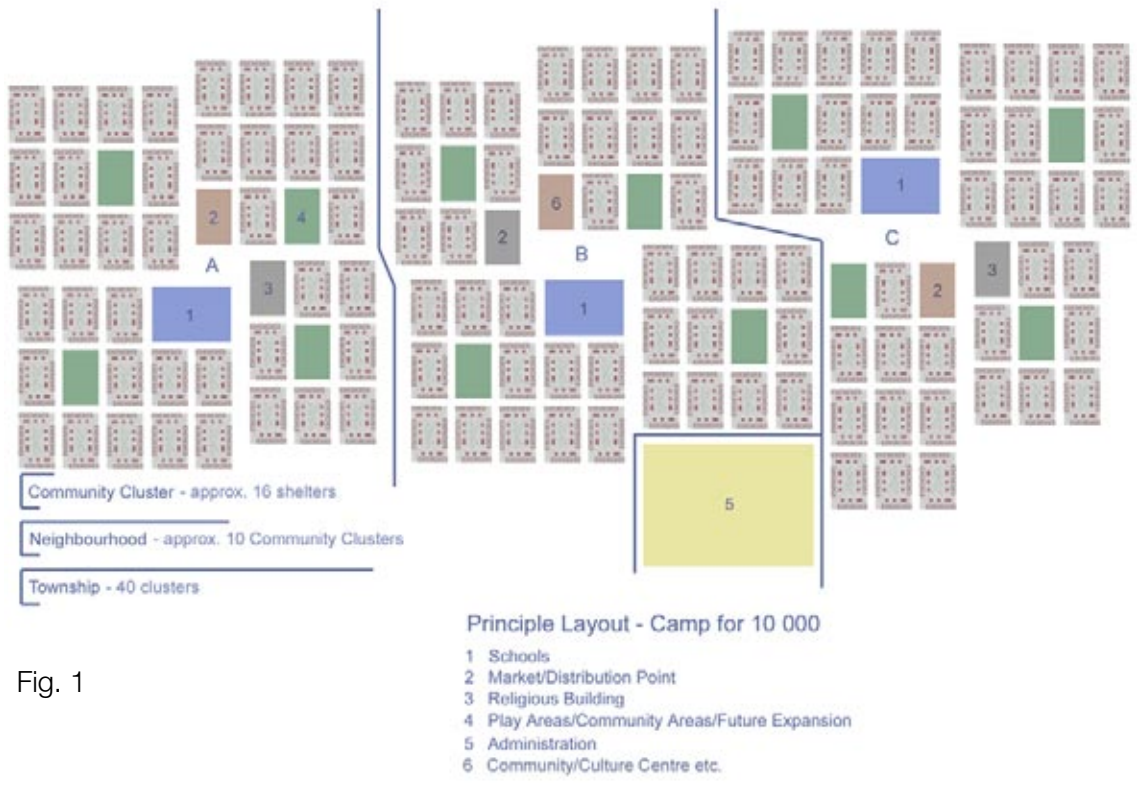 2
4
A
3
1
6
2
B
1
1
C
2
3
5
Community Cluster - approx. 16 shelters
Neighbourhood - approx. 10 Community Clusters
Township - 40 clusters
Principle Layout - Camp for 10 000
1 Schools
2 Market/Distribution Point
3 Religious Building
4 Play Areas/Community Areas/Future Expansion
5 Administration
6 Community/Culture Centre etc.
Fig. 1